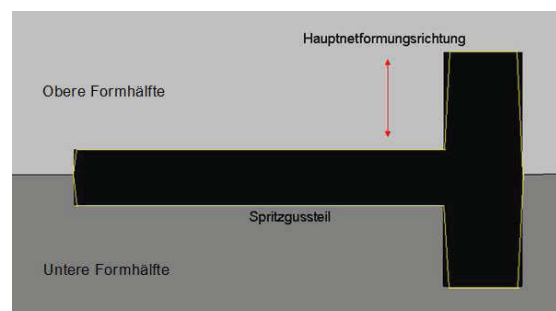 Hauptnetformungsrichtung
Obere Formhälfte
Spritzgussteil
Untere Formhälfte